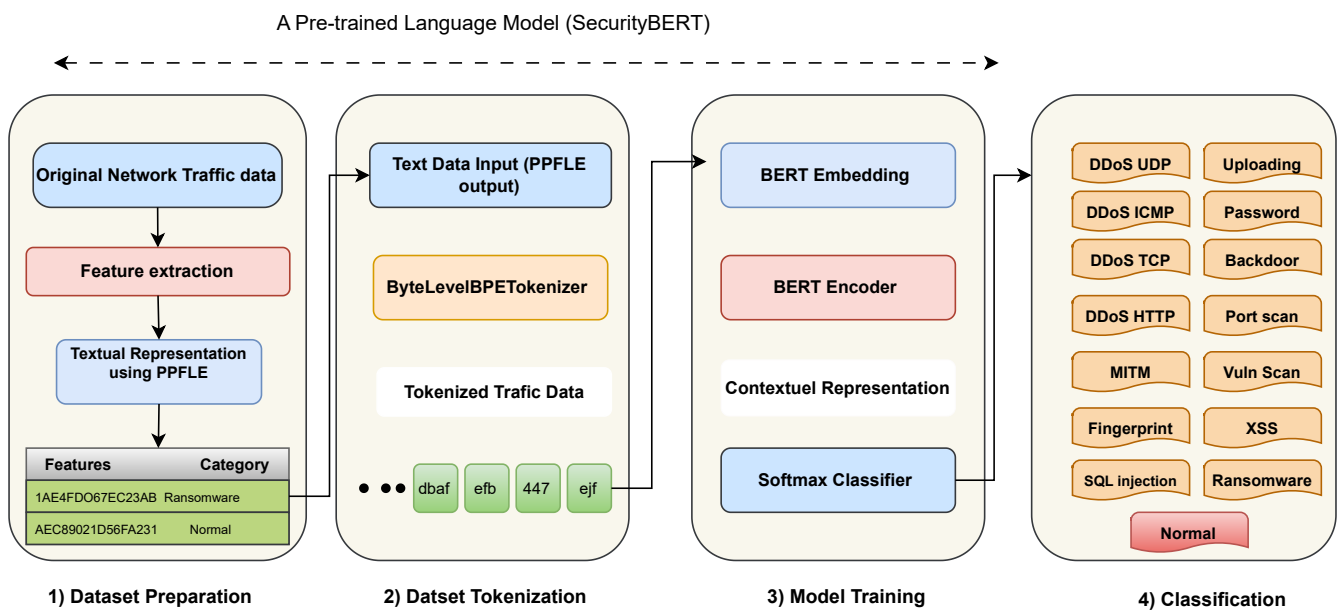 A Pre-trained Language Model (SecurityBERT)
Original Network Traffic data
Feature extraction
Textual Representation
using PPFLE
Features Category
1AE4FDO67EC23AB Ransomware
AEC89021D56FA231 Normal
1) Dataset Preparation
Text Data Input (PPFLE
output)
ByteLevelBPETokenizer
Tokenized Trafic Data
dbaf efb 447 ejf
2) Datset Tokenization
BERT Embedding
BERT Encoder
Contextuel Representation
Softmax Classifier
3) Model Training
DDoS UDP Uploading
DDoS ICMP Password
DDoS TCP Backdoor
DDoS HTTP Port scan
MITM Vuln Scan
Fingerprint XSS
SQL injection Ransomware
Normal
4) Classification